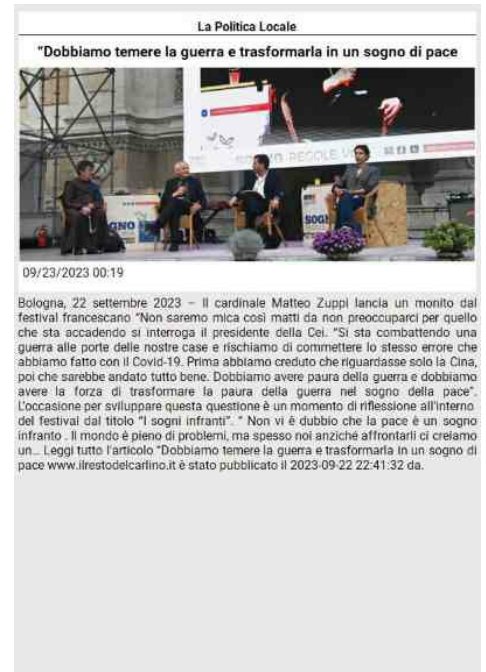 La Politica Locale
"Dobbiamo temere la guerra e trasformarla in un sogno di pace
REGOLE
SOGNO
SOGN
09/23/2023 00:19
Bologna, 22 settembre 2023 – Il cardinale Matteo Zuppi lancia un monito dal
festival francescano "Non saremo mica così matti da non preoccuparci per quello
che sta accadendo si interroga il presidente della Cei. "Si sta combattendo una
guerra alle porte delle nostre case e rischiamo di commettere lo stesso errore che
abbiamo fatto con il Covid-19. Prima abbiamo creduto che riguardasse solo la Cina,
poi che sarebbe andato tutto bene. Dobbiamo avere paura della guerra e dobbiamo
avere la forza di trasformare la paura della guerra nel sogno della pace".
L'occasione per sviluppare questa questione è un momento di riflessione all'interno
del festival dal titolo "I sogni infranti". " Non vi è dubbio che la pace è un sogno
infranto . Il mondo è pieno di problemi, ma spesso noi anziché affrontarli ci creiamo
un... Leggi tutto l'articolo "Dobbiamo temere la guerra e trasformarla in un sogno di
pace www.ilrestodelcarlino.it è stato pubblicato il 2023-09-22 22:41:32 da.